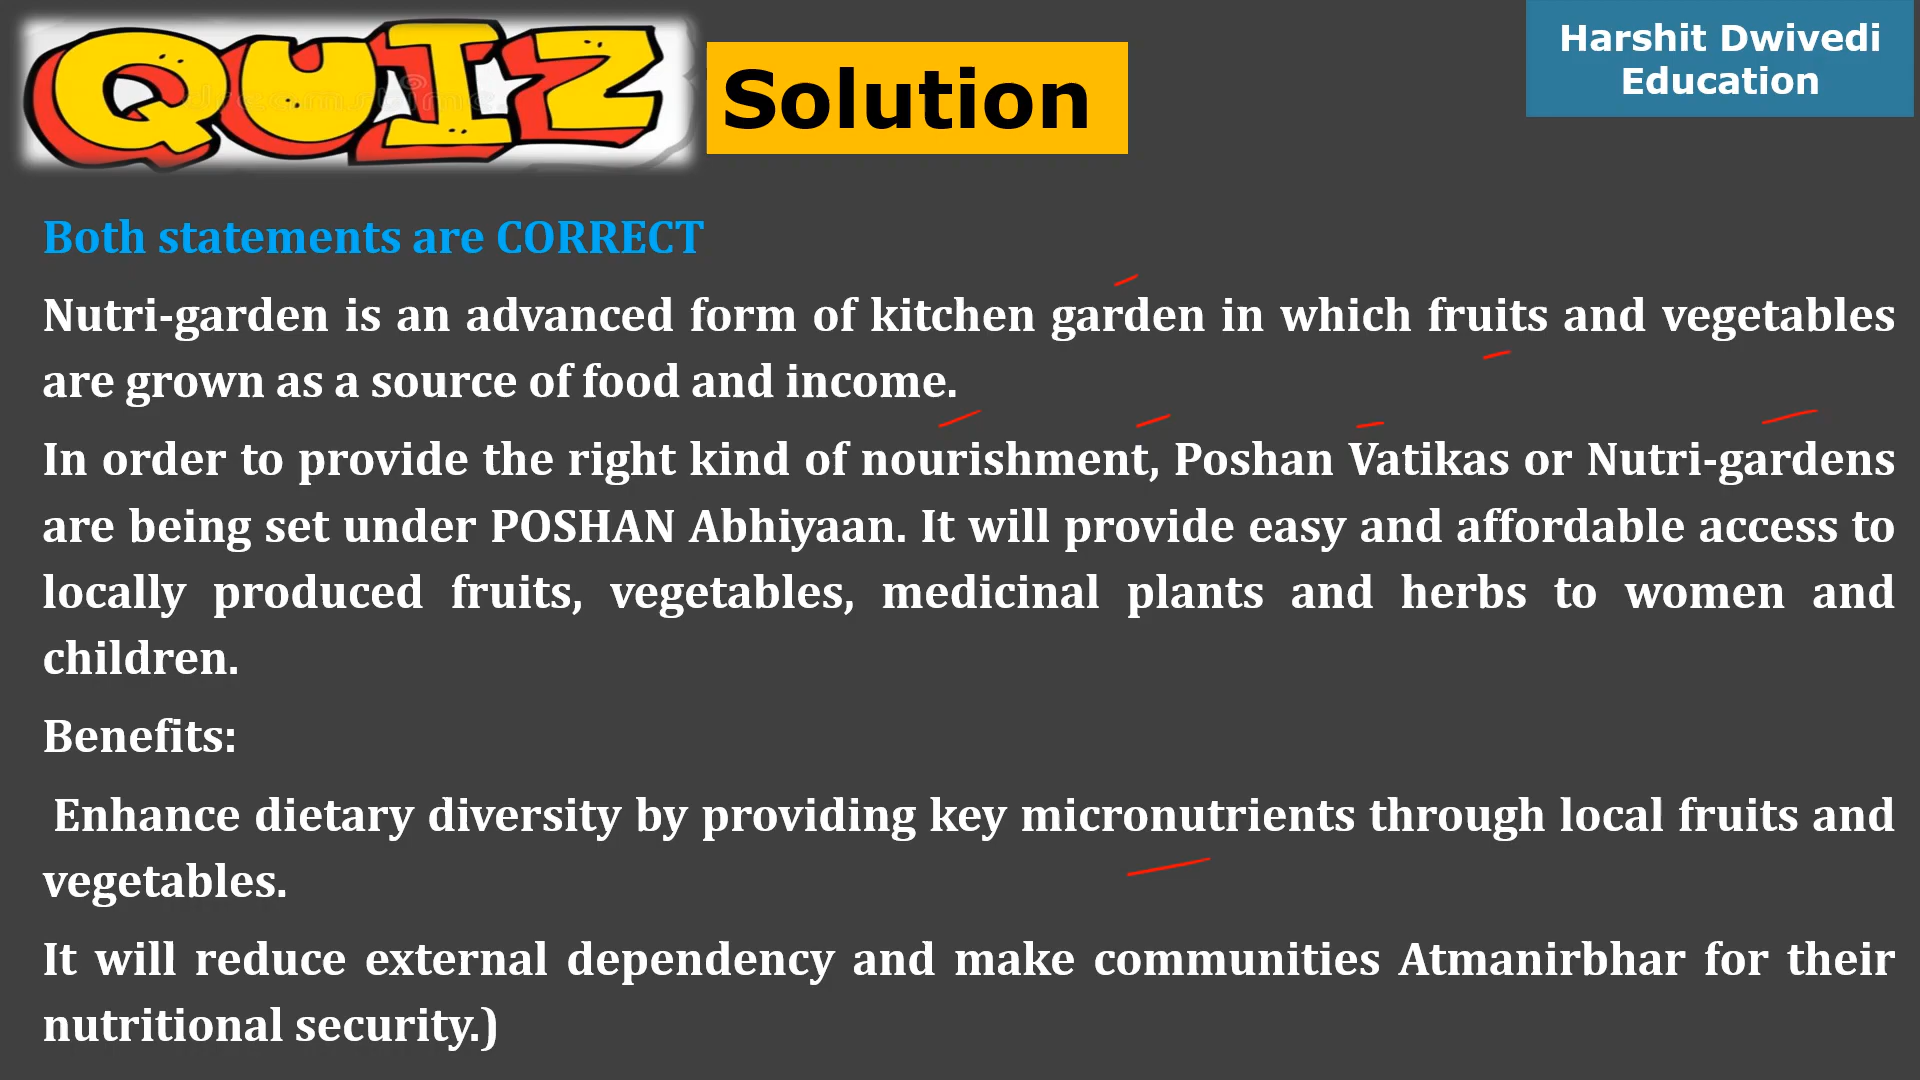 QUIZ
Solution
Harshit Dwivedi
Education
Both statements are CORRECT
Nutri-garden is an advanced form of kitchen garden in which fruits and vegetables
are grown as a source of food and income.
In order to provide the right kind of nourishment, Poshan Vatikas or Nutri-gardens
are being set under POSHAN Abhiyaan. It will provide easy and affordable access to
locally produced fruits, vegetables, medicinal plants and herbs to women and
children.
Benefits:
Enhance dietary diversity by providing key micronutrients through local fruits and
vegetables.
It will reduce external dependency and make communities Atmanirbhar for their
nutritional security.)